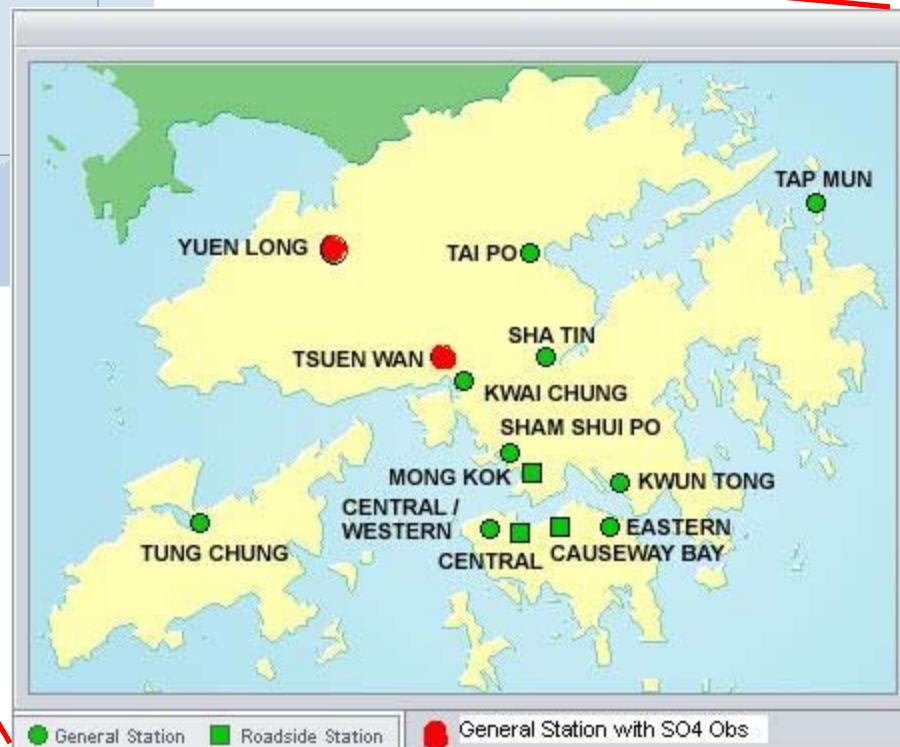 TAP MUN
YUEN LONG
TAI PO
SHA TIN
TSUEN WAN
KWAI CHUNG
SHAM SHUI PO
MONG KOK
KWUN TONG
CENTRAL /
WESTERN
EASTERN
TUNG CHUNG
CENTRAL
CAUSEWAY BAY
General Station
Roadside Station
General Station with SO4 Obs